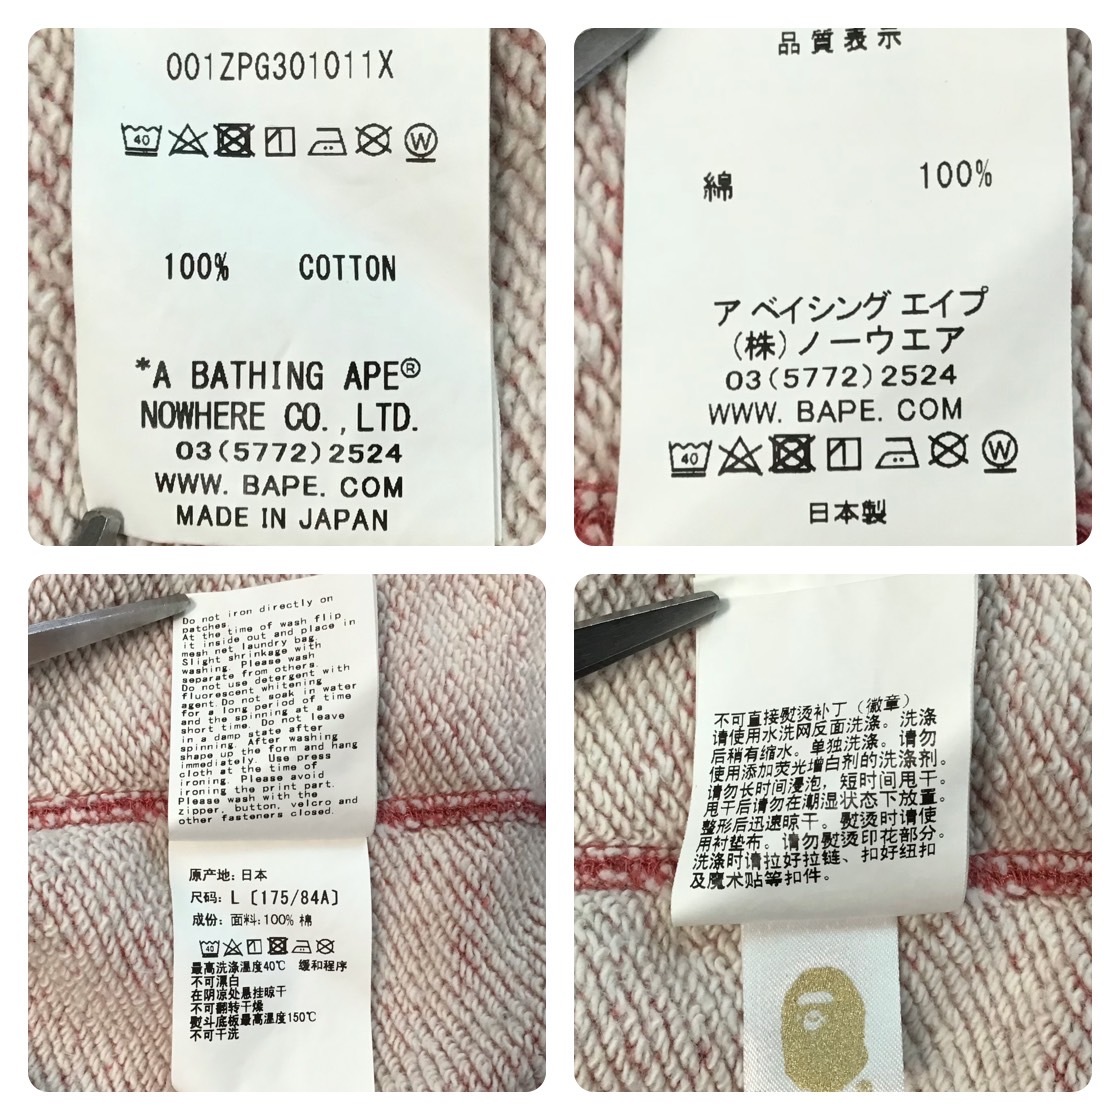 001ZPG301011X
40
W
100% COTTON
*A BATHING APE®
NOWHERE CO.,LTD.
03(5772)2524
WWW. BAPE. COM
MADE IN JAPAN
品質表示
綿 100%
ア ベイシング エイプ
(株)ノーウエア
03(5772)2524
WWW. BAPE. COM
40
W
日本製
Do not iron directly on
patches.
At the time of wash flip
it inside out and place in
mesh net laundry bag.
Slight shrinkage with
washing. Please wash
separate from others.
Do not use detergent with
fluorescent whitening
agent.Do not soak in water
for a long period of time
and the spinning at a
short time. Do not leave
in a damp state after
spinning. After washing
shape up the form and hang
immediately. Use press
cloth at the time of
ironing. Please avoid
ironing the print part.
Please wash with the
zipper, button, velcro and
other fasteners closed.
原产地: 日本
尺码: L [175/84A]
成份: 面料:100% 棉
40
最高洗涤温度40℃ 缓和程序
不可漂白
在阴凉处悬挂晾干
不可翻转干燥
熨斗底板最高温度150℃
不可干洗
不可直接熨烫补丁（徽章）
请使用水洗网反面洗涤。洗涤
后稍有缩水。单独洗涤。请勿
使用添加荧光增白剂的洗涤剂。
请勿长时间浸泡，短时间甩干。
甩干后请勿在潮湿状态下放置。
整形后迅速晾干。熨烫时请使
用衬垫布。请勿熨烫印花部分。
洗涤时请拉好拉链、扣好纽扣
及魔术贴等扣件。